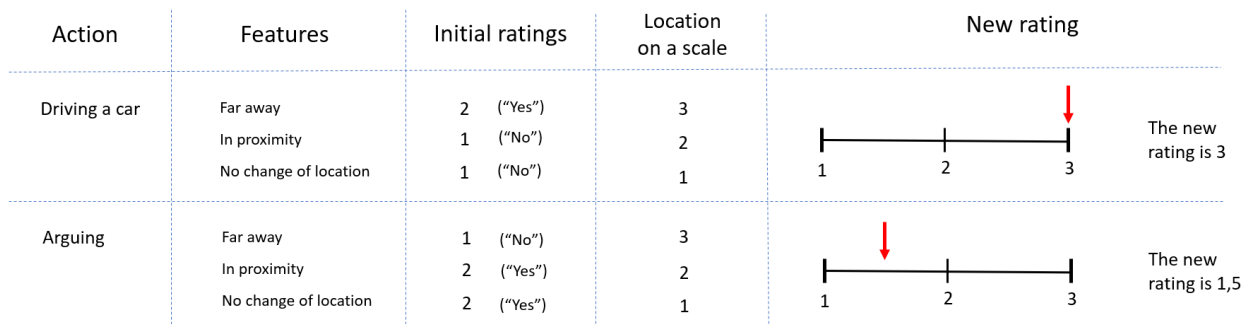 Action
Features
Initial ratings
Location
on a scale
New rating
Driving a car
Far away
2 (“Yes”)
3
In proximity
1 (“No”)
2
No change of location
1 (“No”)
1
1 2 3
The new
rating is 3
Arguing
Far away
1 (“No”)
3
In proximity
2 (“Yes”)
2
No change of location
2 (“Yes”)
1
1 2 3
The new
rating is 1,5